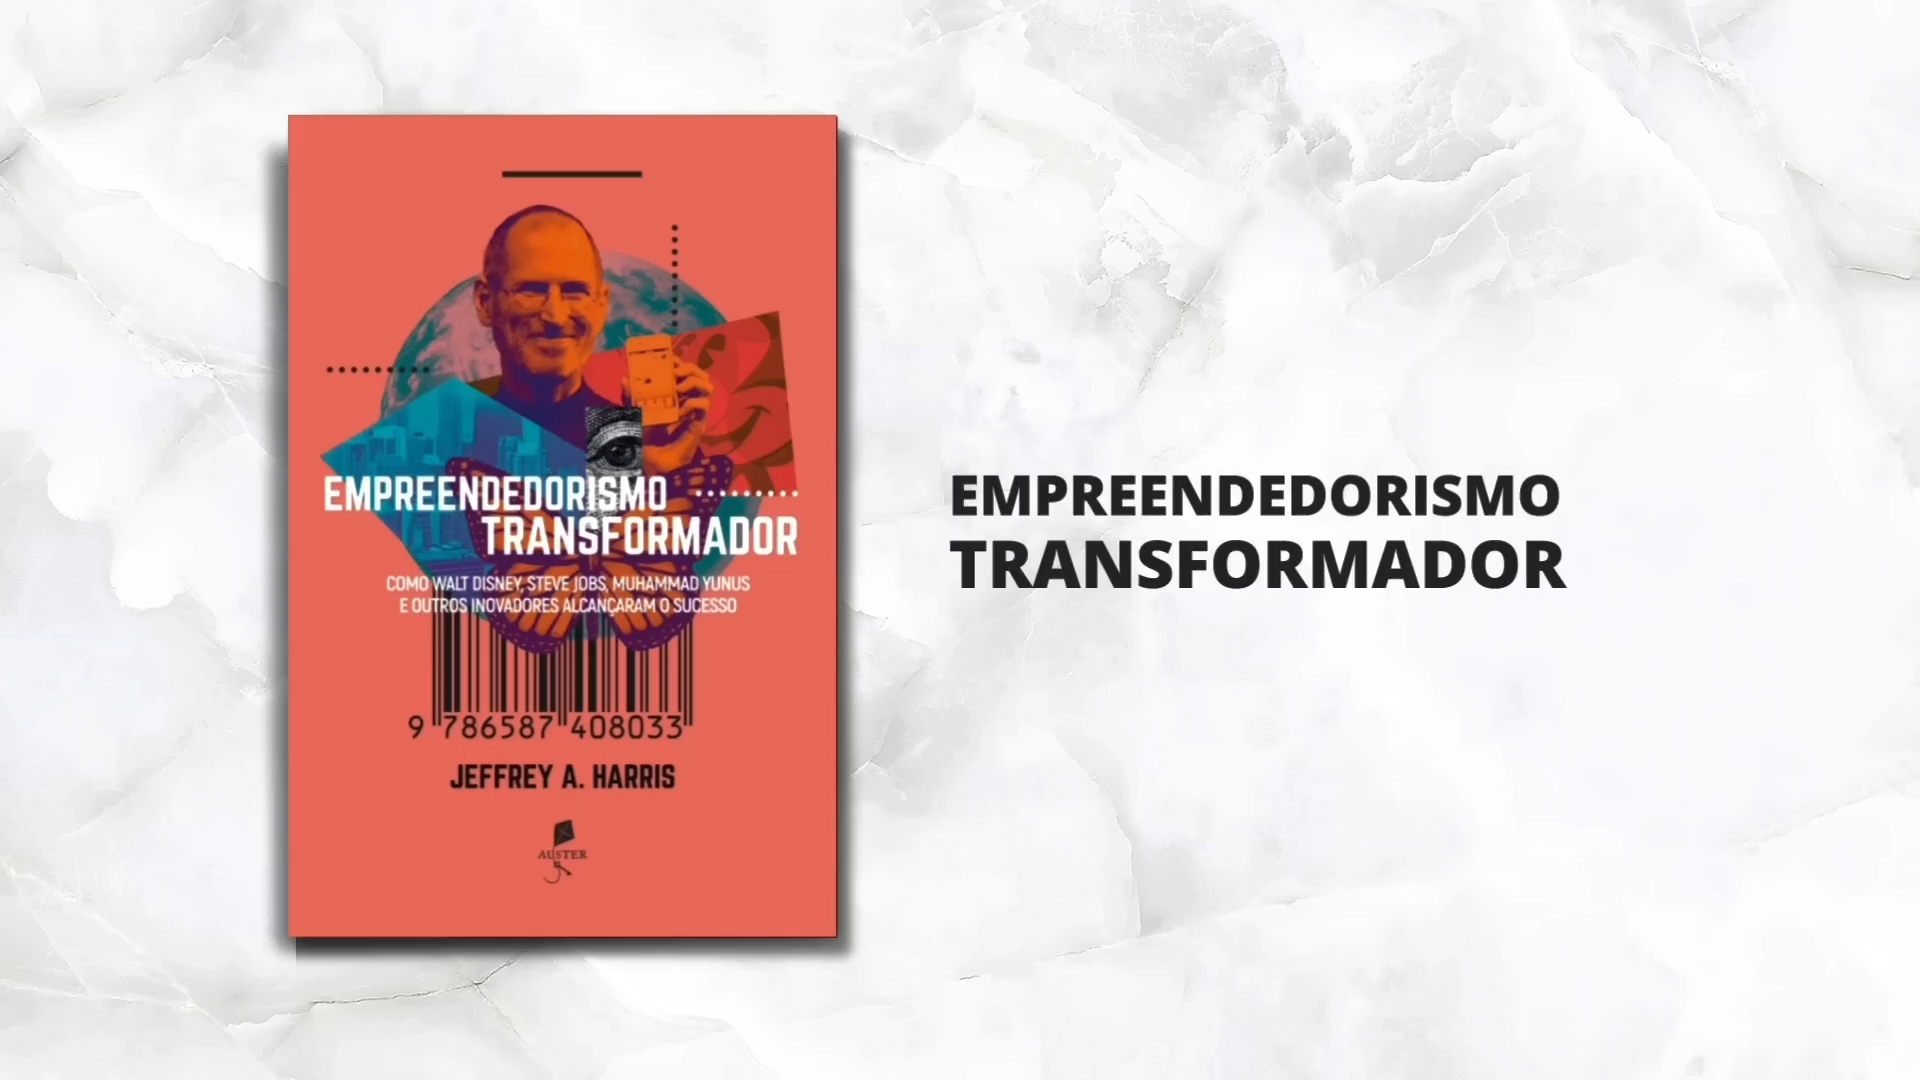 EMPREENDEDORISMO
TRANSFORMADOR
COMO WALT DISNEY, STEVE JOBS, MUHAMMAD YUNUS
E OUTROS INOVADORES ALCANÇARAM O SUCESSO
9 786587 408033
JEFFREY A. HARRIS
AUSTER
EMPREENDEDORISMO
TRANSFORMADOR